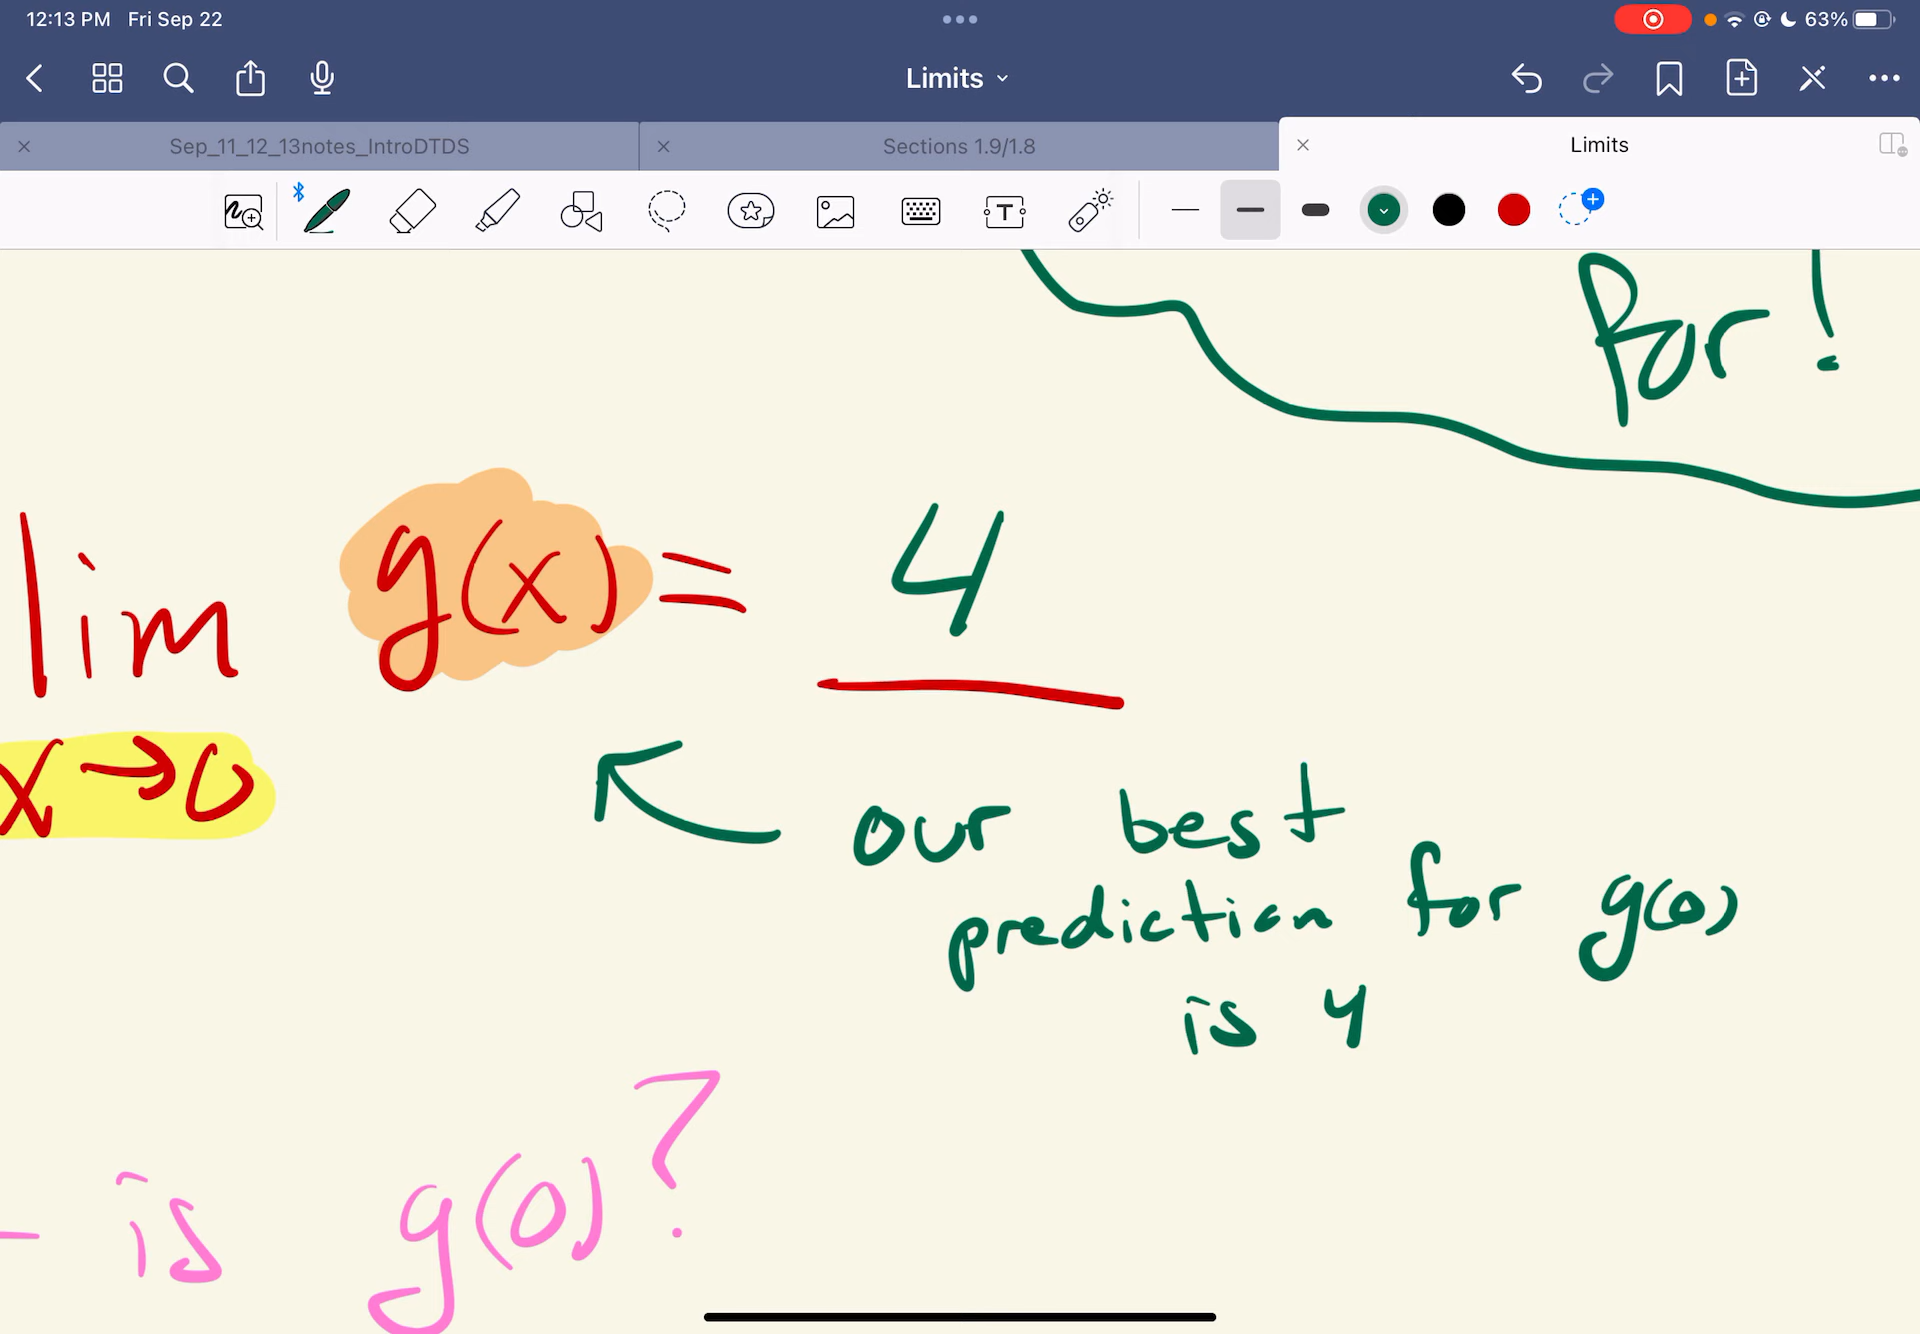 12:13 PM Fri Sep 22
63%
Limits
Sep_11_12_13notes_IntroDTDS
Sections 1.9/1.8
Limits
for!
lim g(x) = 4
x→0
our best
prediction for g(0)
is 4
is g(0)?